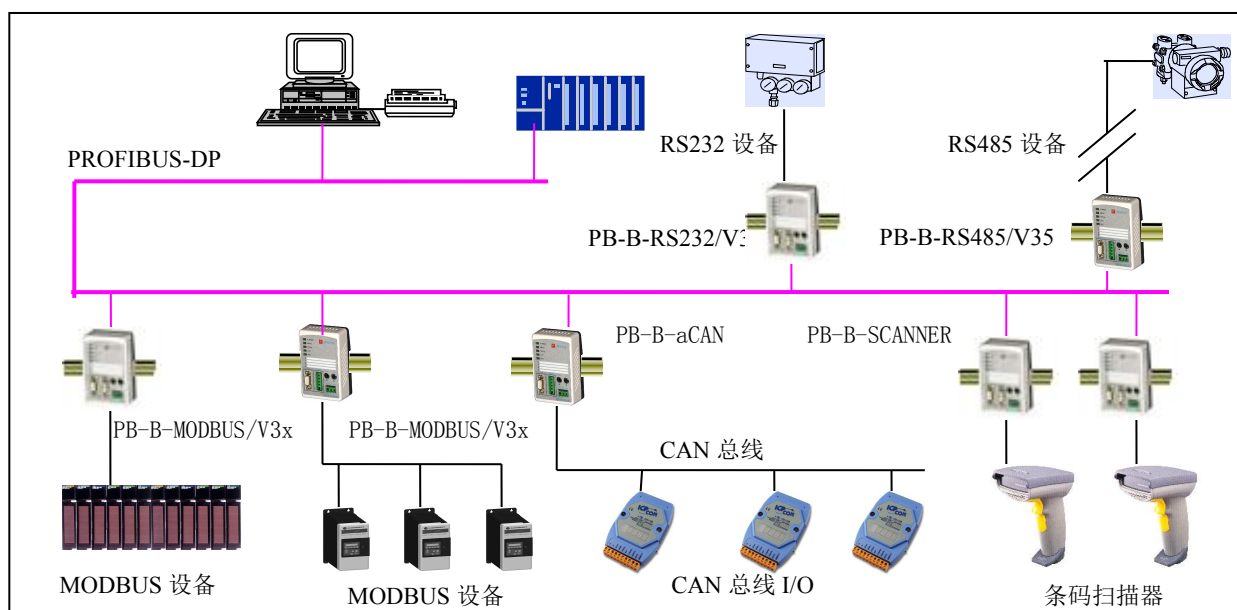 RS232 设备
RS485 设备
PROFIBUS-DP
PB-B-RS232/V3
PB-B-RS485/V35
PB-B-aCAN
PB-B-SCANNER
PB-B-MODBUS/V3x
PB-B-MODBUS/V3x
CAN 总线
MODBUS 设备
MODBUS 设备
CAN 总线 I/O
条码扫描器